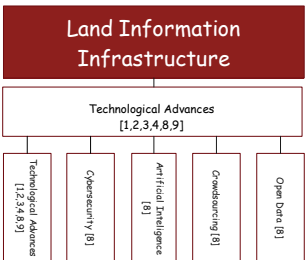 Land Information
Infrastructure
Technological Advances
[1,2,3,4,8,9]
Technological Advances
[1,2,3,4,8,9]
Cybersecurity [8]
Artificial Inteligence
[8]
Crowdsourcing [8]
Open Data [8]